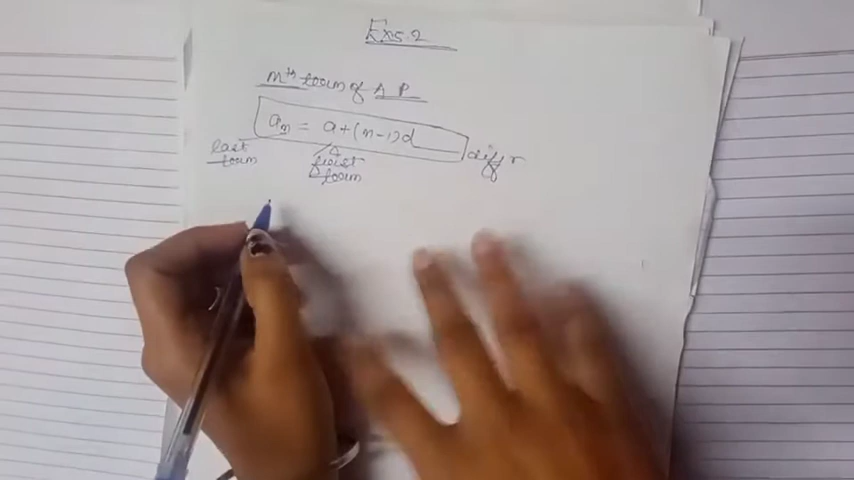 Ex 5.2
nth term of A P
an = a + (n-1)d
last
term
first
term
diff r